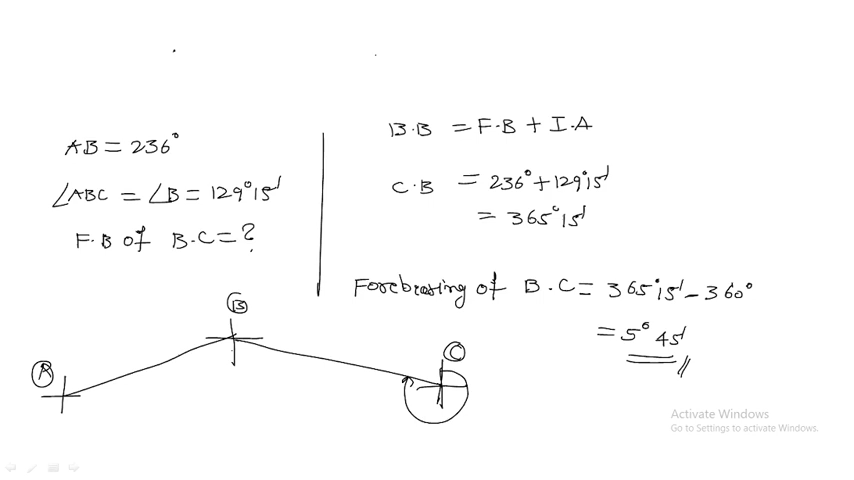 AB = 236°
∠ABC = ∠B = 129°15'
F.B of B.C = ?
B.B = F.B + I.A
C.B = 236° + 129°15'
= 365°15'
Forebearing of B.C = 365°15' - 360°
= 5°45'
A
B
C
Activate Windows
Go to Settings to activate Windows.